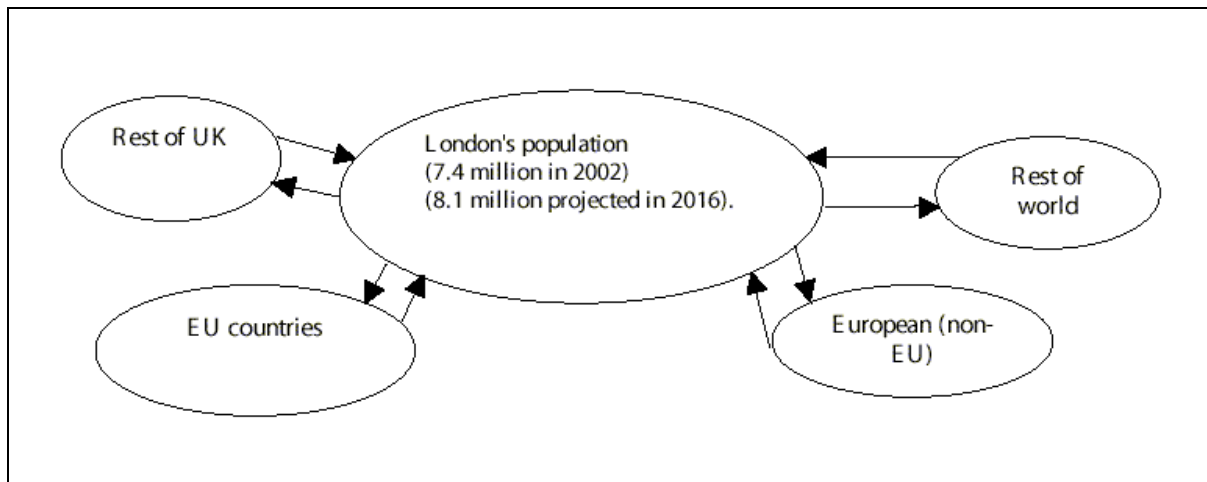 Rest of UK
London's population
(7.4 million in 2002)
(8.1 million projected in 2016).
Rest of
world
EU countries
European (non-
EU)